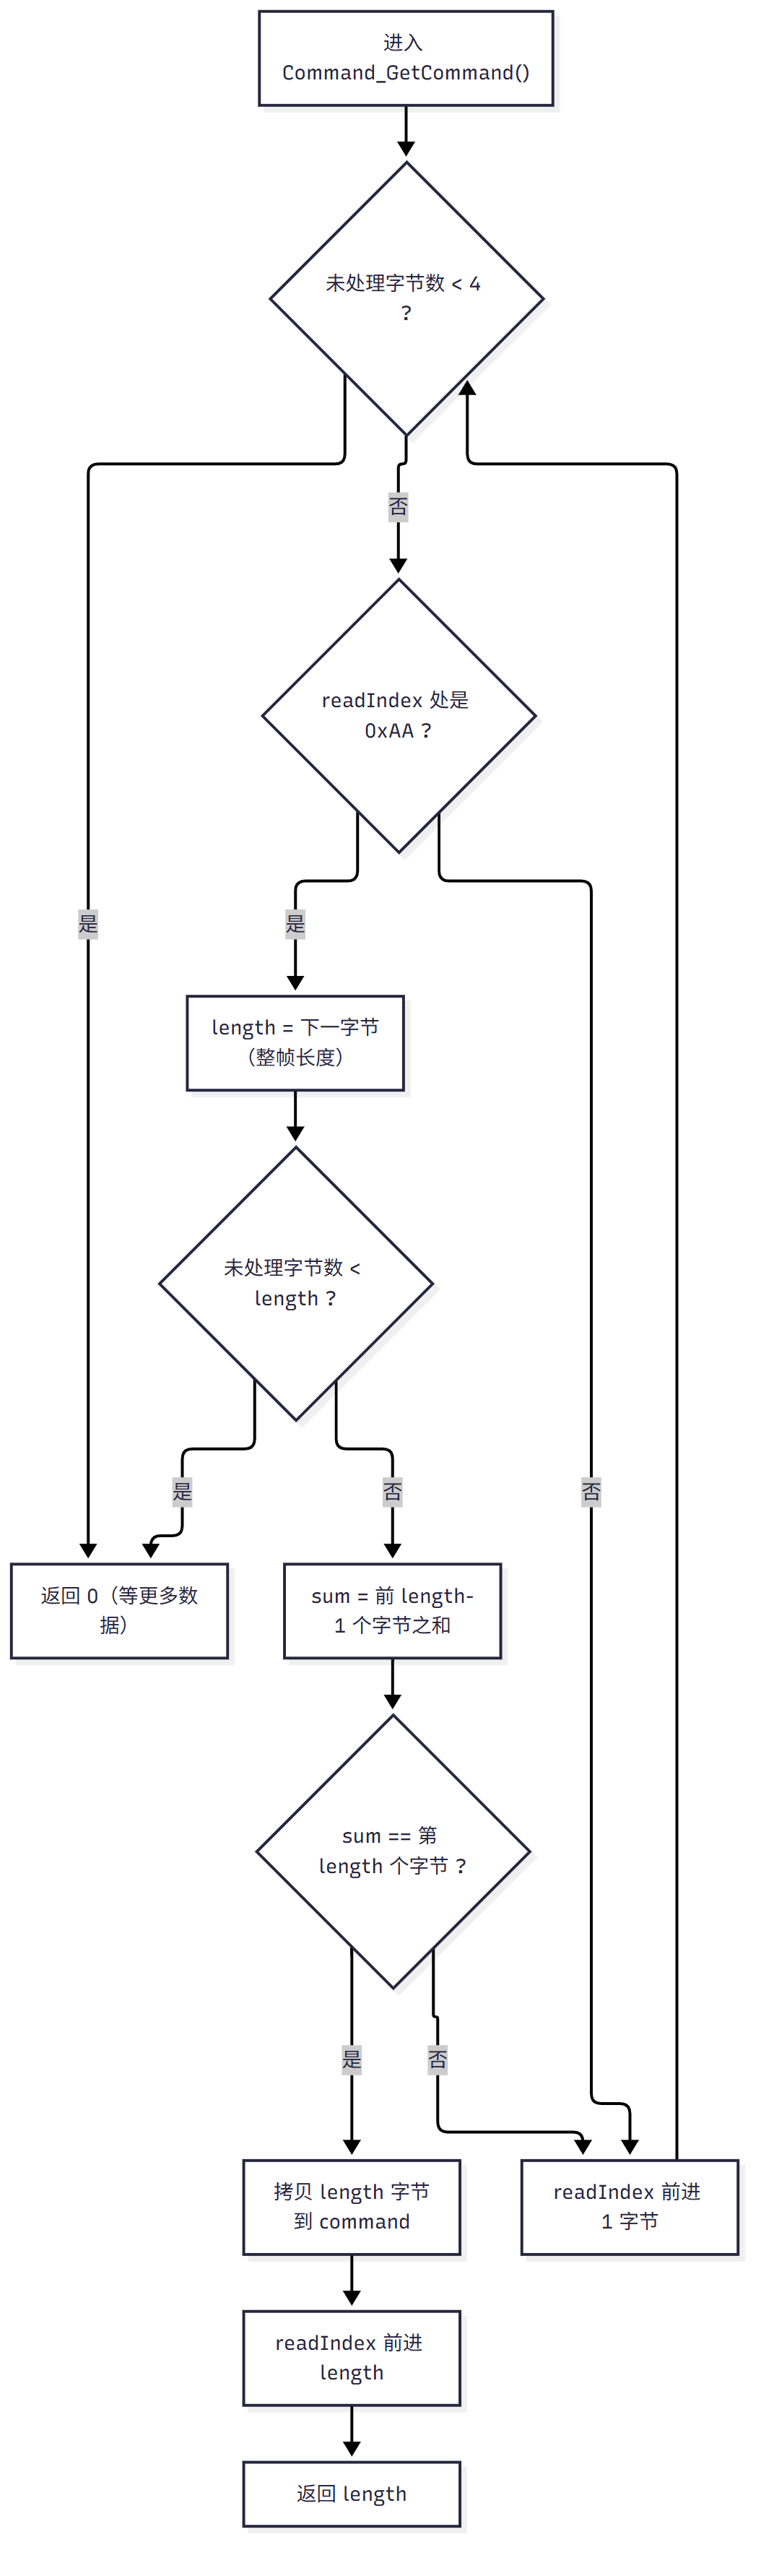 进入
Command_GetCommand()
未处理字节数 < 4
？
否
readIndex 处是
0xAA？
是
是
length = 下一字节
（整帧长度）
未处理字节数 <
length？
是
否
否
返回 0（等更多数
据）
sum = 前 length-
1 个字节之和
sum == 第
length 个字节？
是
否
拷贝 length 字节
到 command
readIndex 前进
1 字节
readIndex 前进
length
返回 length